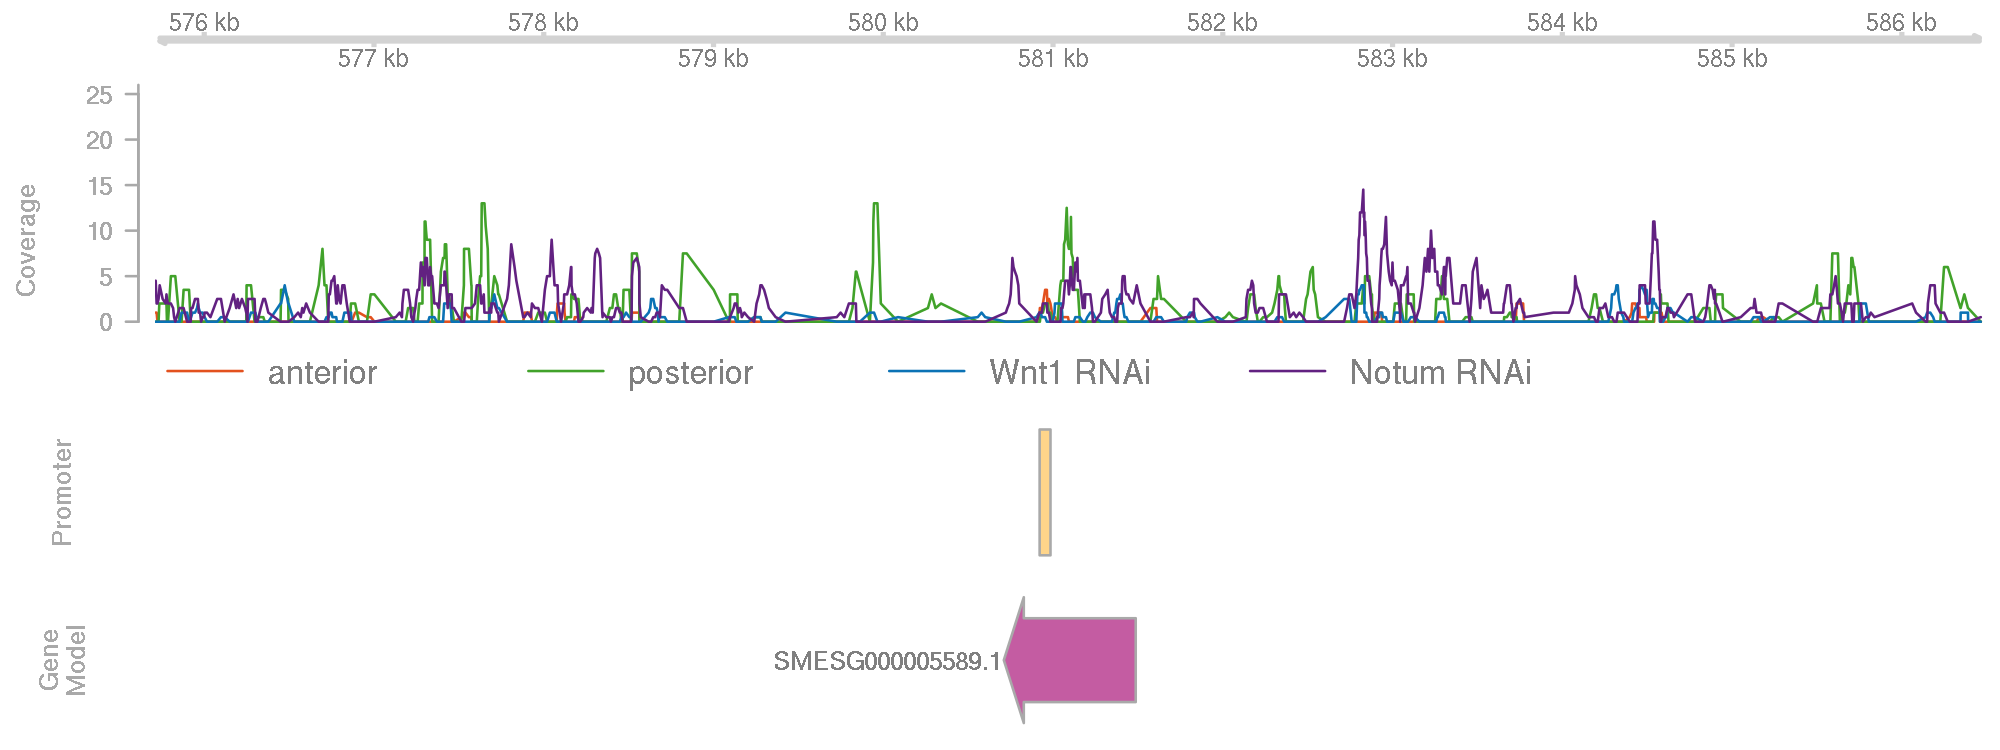 576 kb 578 kb 580 kb 582 kb 584 kb 586 kb
577 kb 579 kb 581 kb 583 kb 585 kb
Coverage
25
20
15
10
5
0
anterior posterior Wnt1 RNAi Notum RNAi
Promoter
Gene
Model
SMESG000005589.1